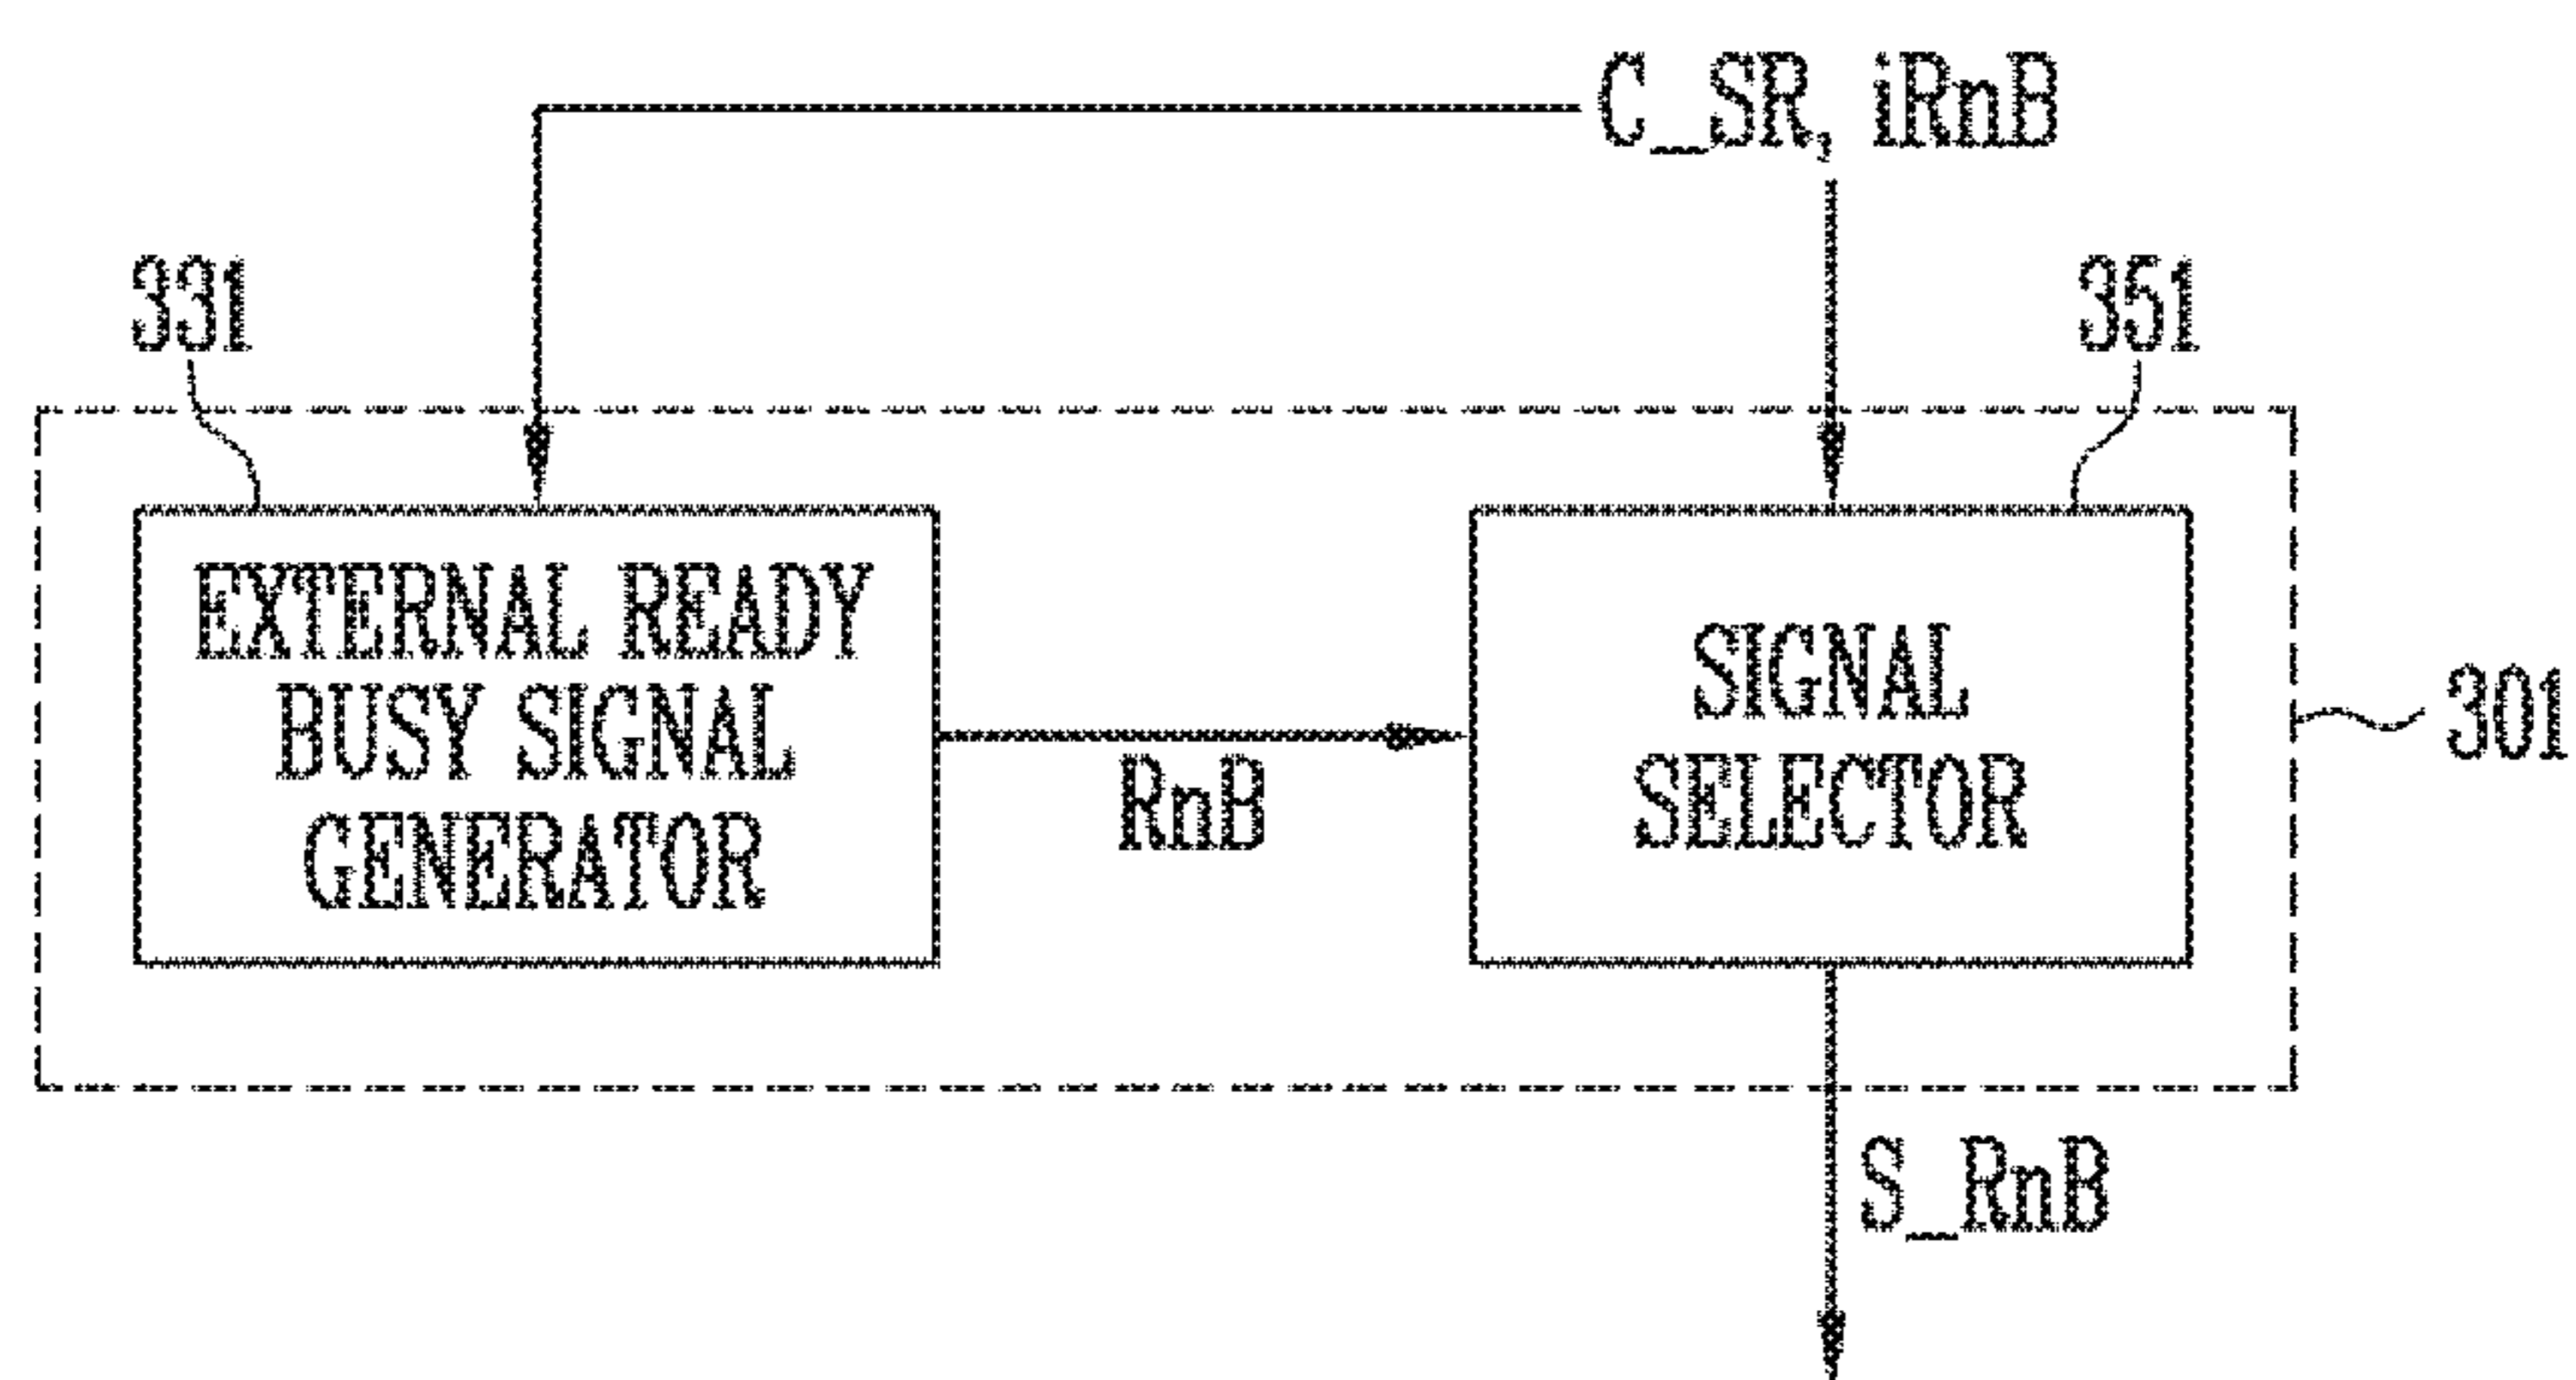 C_SR, iRnB
331
351
EXTERNAL READY
BUSY SIGNAL
GENERATOR
RnB
SIGNAL
SELECTOR
301
S_RnB